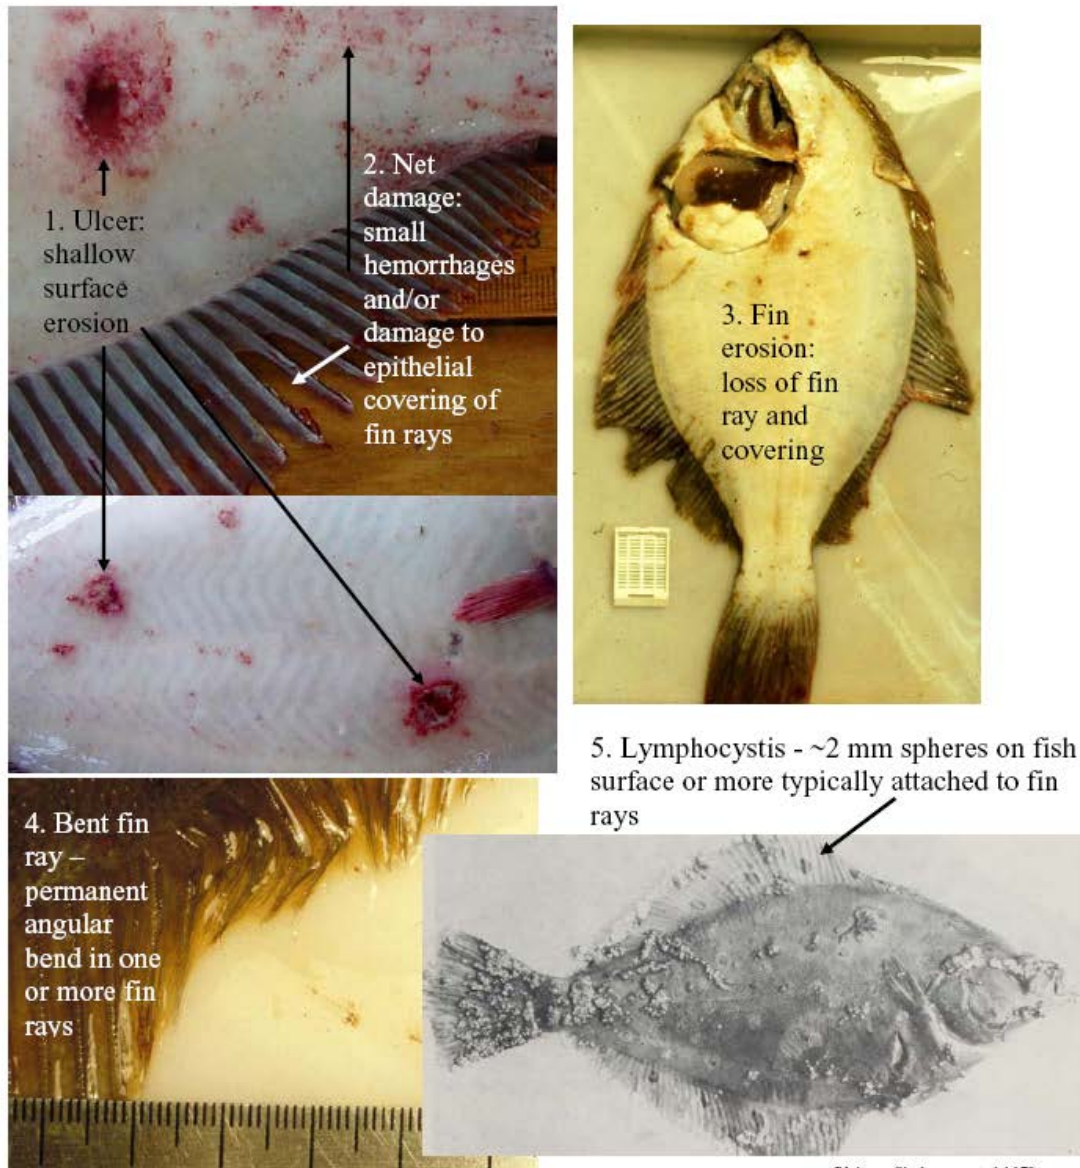 1. Ulcer:
shallow
surface
erosion
2. Net
damage:
small
hemorrhages
and/or
damage to
epithelial
covering of
fin rays
23
3. Fin
erosion:
loss of fin
ray and
covering
4. Bent fin
ray –
permanent
angular
bend in one
or more fin
rays
5. Lymphocystis - ~2 mm spheres on fish
surface or more typically attached to fin
rays